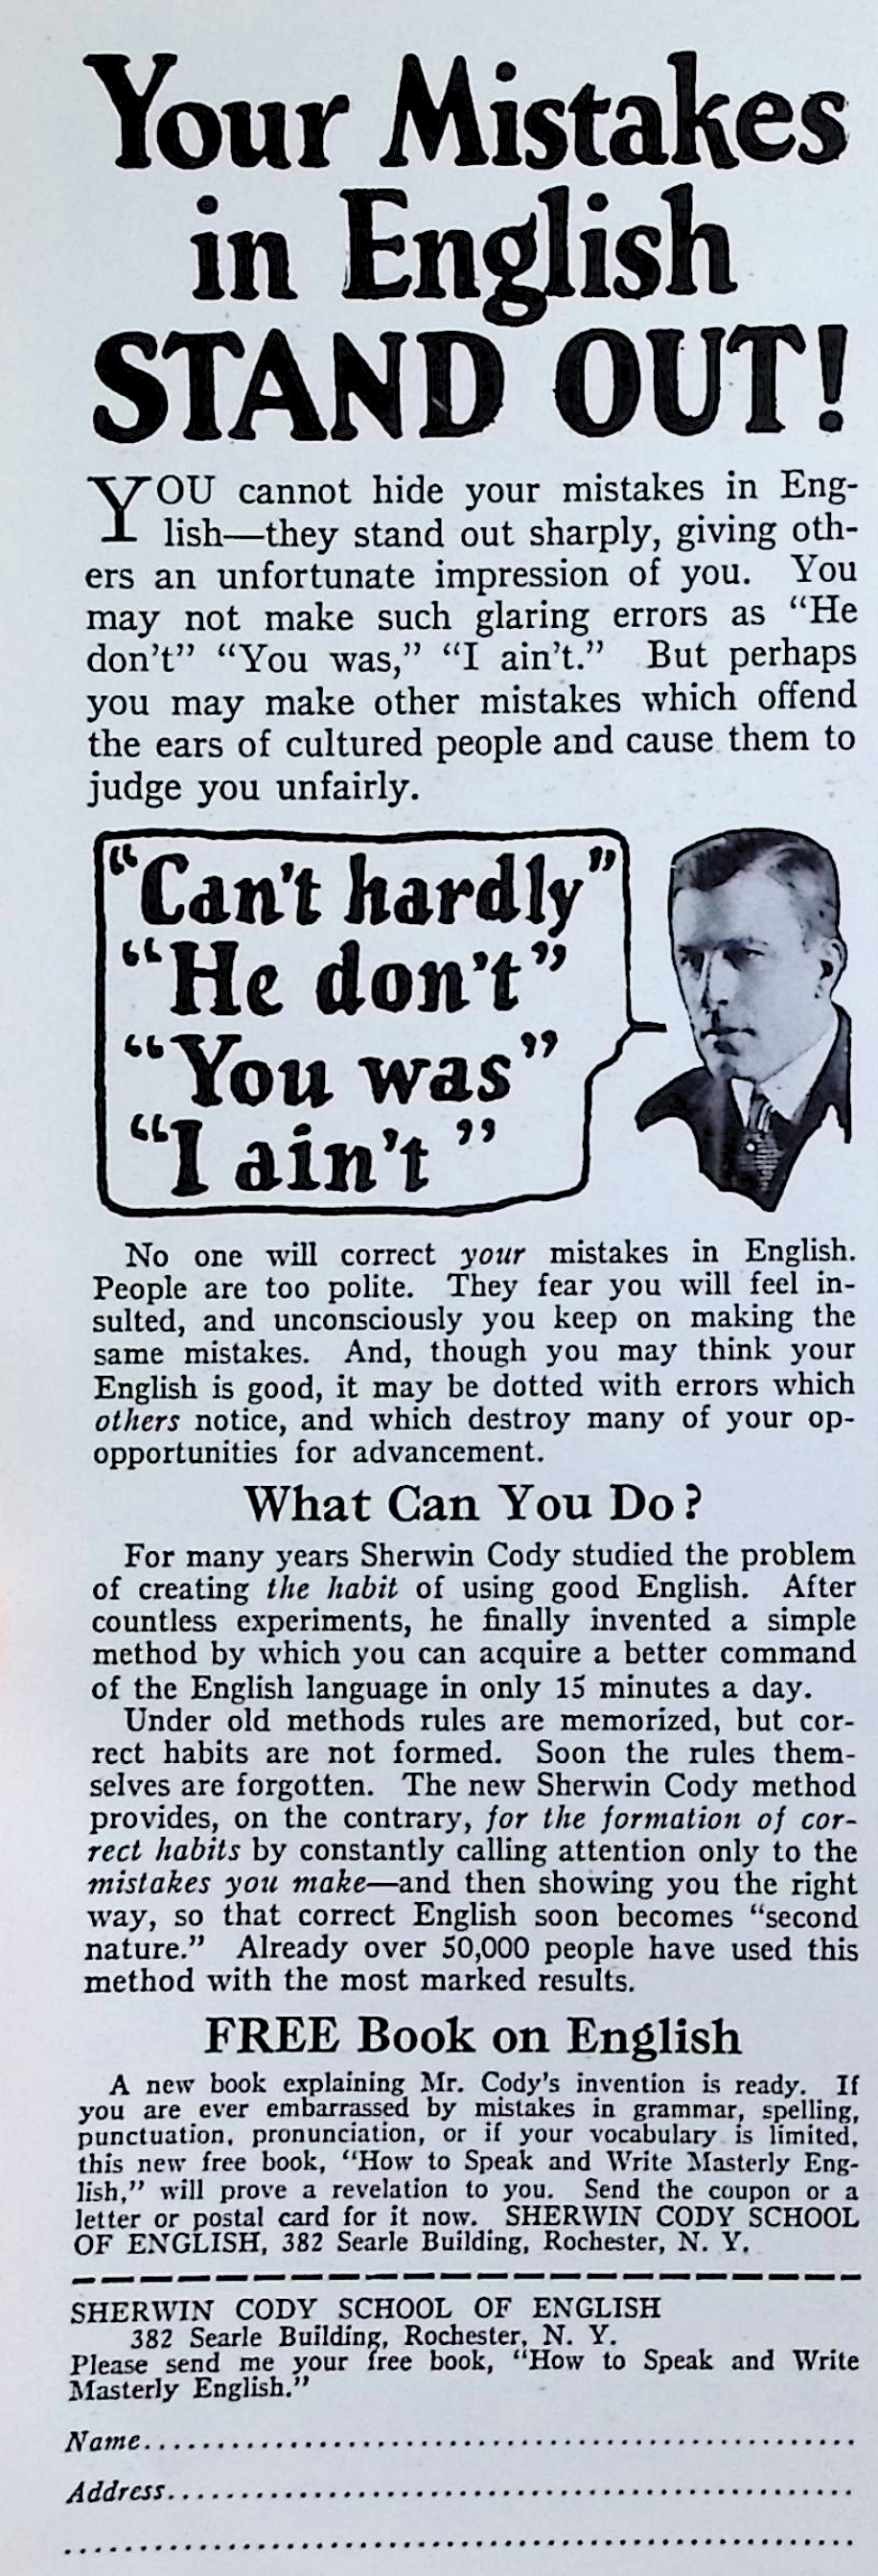 Your Mistakes
in English
STAND OUT!
YOU cannot hide your mistakes in Eng-
lish—they stand out sharply, giving oth-
ers an unfortunate impression of you. You
may not make such glaring errors as “He
don't” “You was,” “I ain't.” But perhaps
you may make other mistakes which offend
the ears of cultured people and cause them to
judge you unfairly.
“Can't hardly”
“He don't”
“You was”
“I ain't”
No one will correct your mistakes in English.
People are too polite. They fear you will feel in-
sulted, and unconsciously you keep on making the
same mistakes. And, though you may think your
English is good, it may be dotted with errors which
others notice, and which destroy many of your op-
opportunities for advancement.
What Can You Do?
For many years Sherwin Cody studied the problem
of creating the habit of using good English. After
countless experiments, he finally invented a simple
method by which you can acquire a better command
of the English language in only 15 minutes a day.
Under old methods rules are memorized, but cor-
rect habits are not formed. Soon the rules them-
selves are forgotten. The new Sherwin Cody method
provides, on the contrary, for the formation of cor-
rect habits by constantly calling attention only to the
mistakes you make—and then showing you the right
way, so that correct English soon becomes “second
nature.” Already over 50,000 people have used this
method with the most marked results.
FREE Book on English
A new book explaining Mr. Cody's invention is ready. If
you are ever embarrassed by mistakes in grammar, spelling,
punctuation, pronunciation, or if your vocabulary is limited,
this new free book, “How to Speak and Write Masterly Eng-
lish,” will prove a revelation to you. Send the coupon or a
letter or postal card for it now. SHERWIN CODY SCHOOL
OF ENGLISH, 382 Searle Building, Rochester, N. Y.
SHERWIN CODY SCHOOL OF ENGLISH
382 Searle Building, Rochester, N. Y.
Please send me your free book, “How to Speak and Write
Masterly English.”
Name
Address